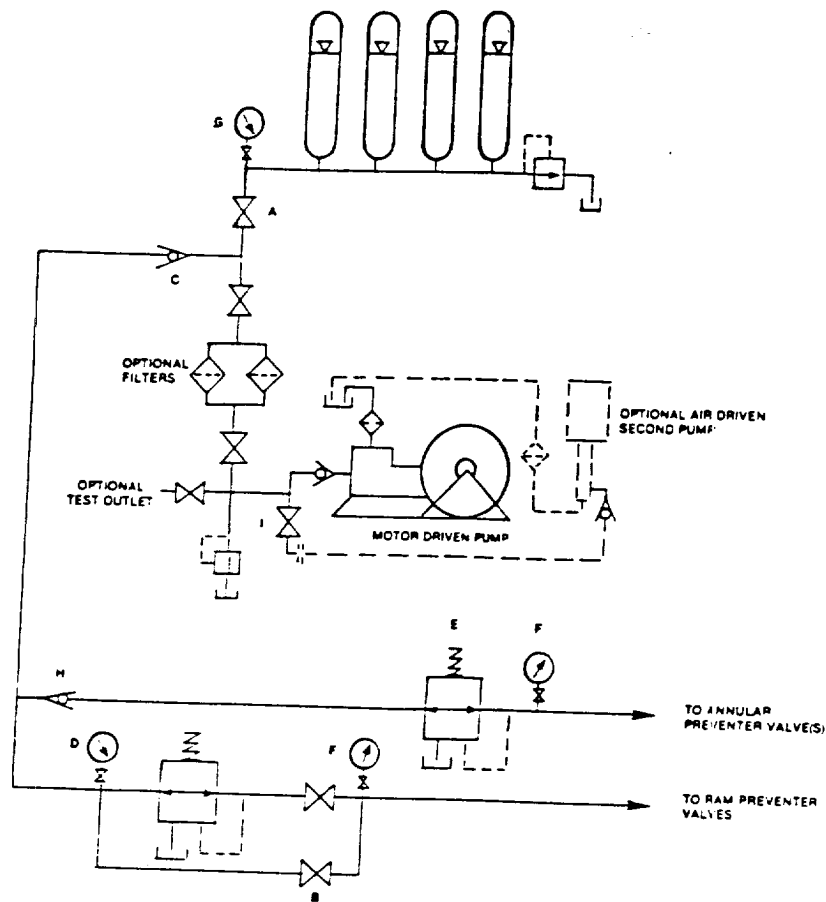 G
A
C
OPTIONAL
FILTERS
OPTIONAL AIR DRIVEN
SECOND PUMP
OPTIONAL
TEST OUTLET
I
MOTOR DRIVEN PUMP
E
F
H
TO ANNULAR
PREVENTER VALVE(S)
D
F
TO RAM PREVENTER
VALVES
B